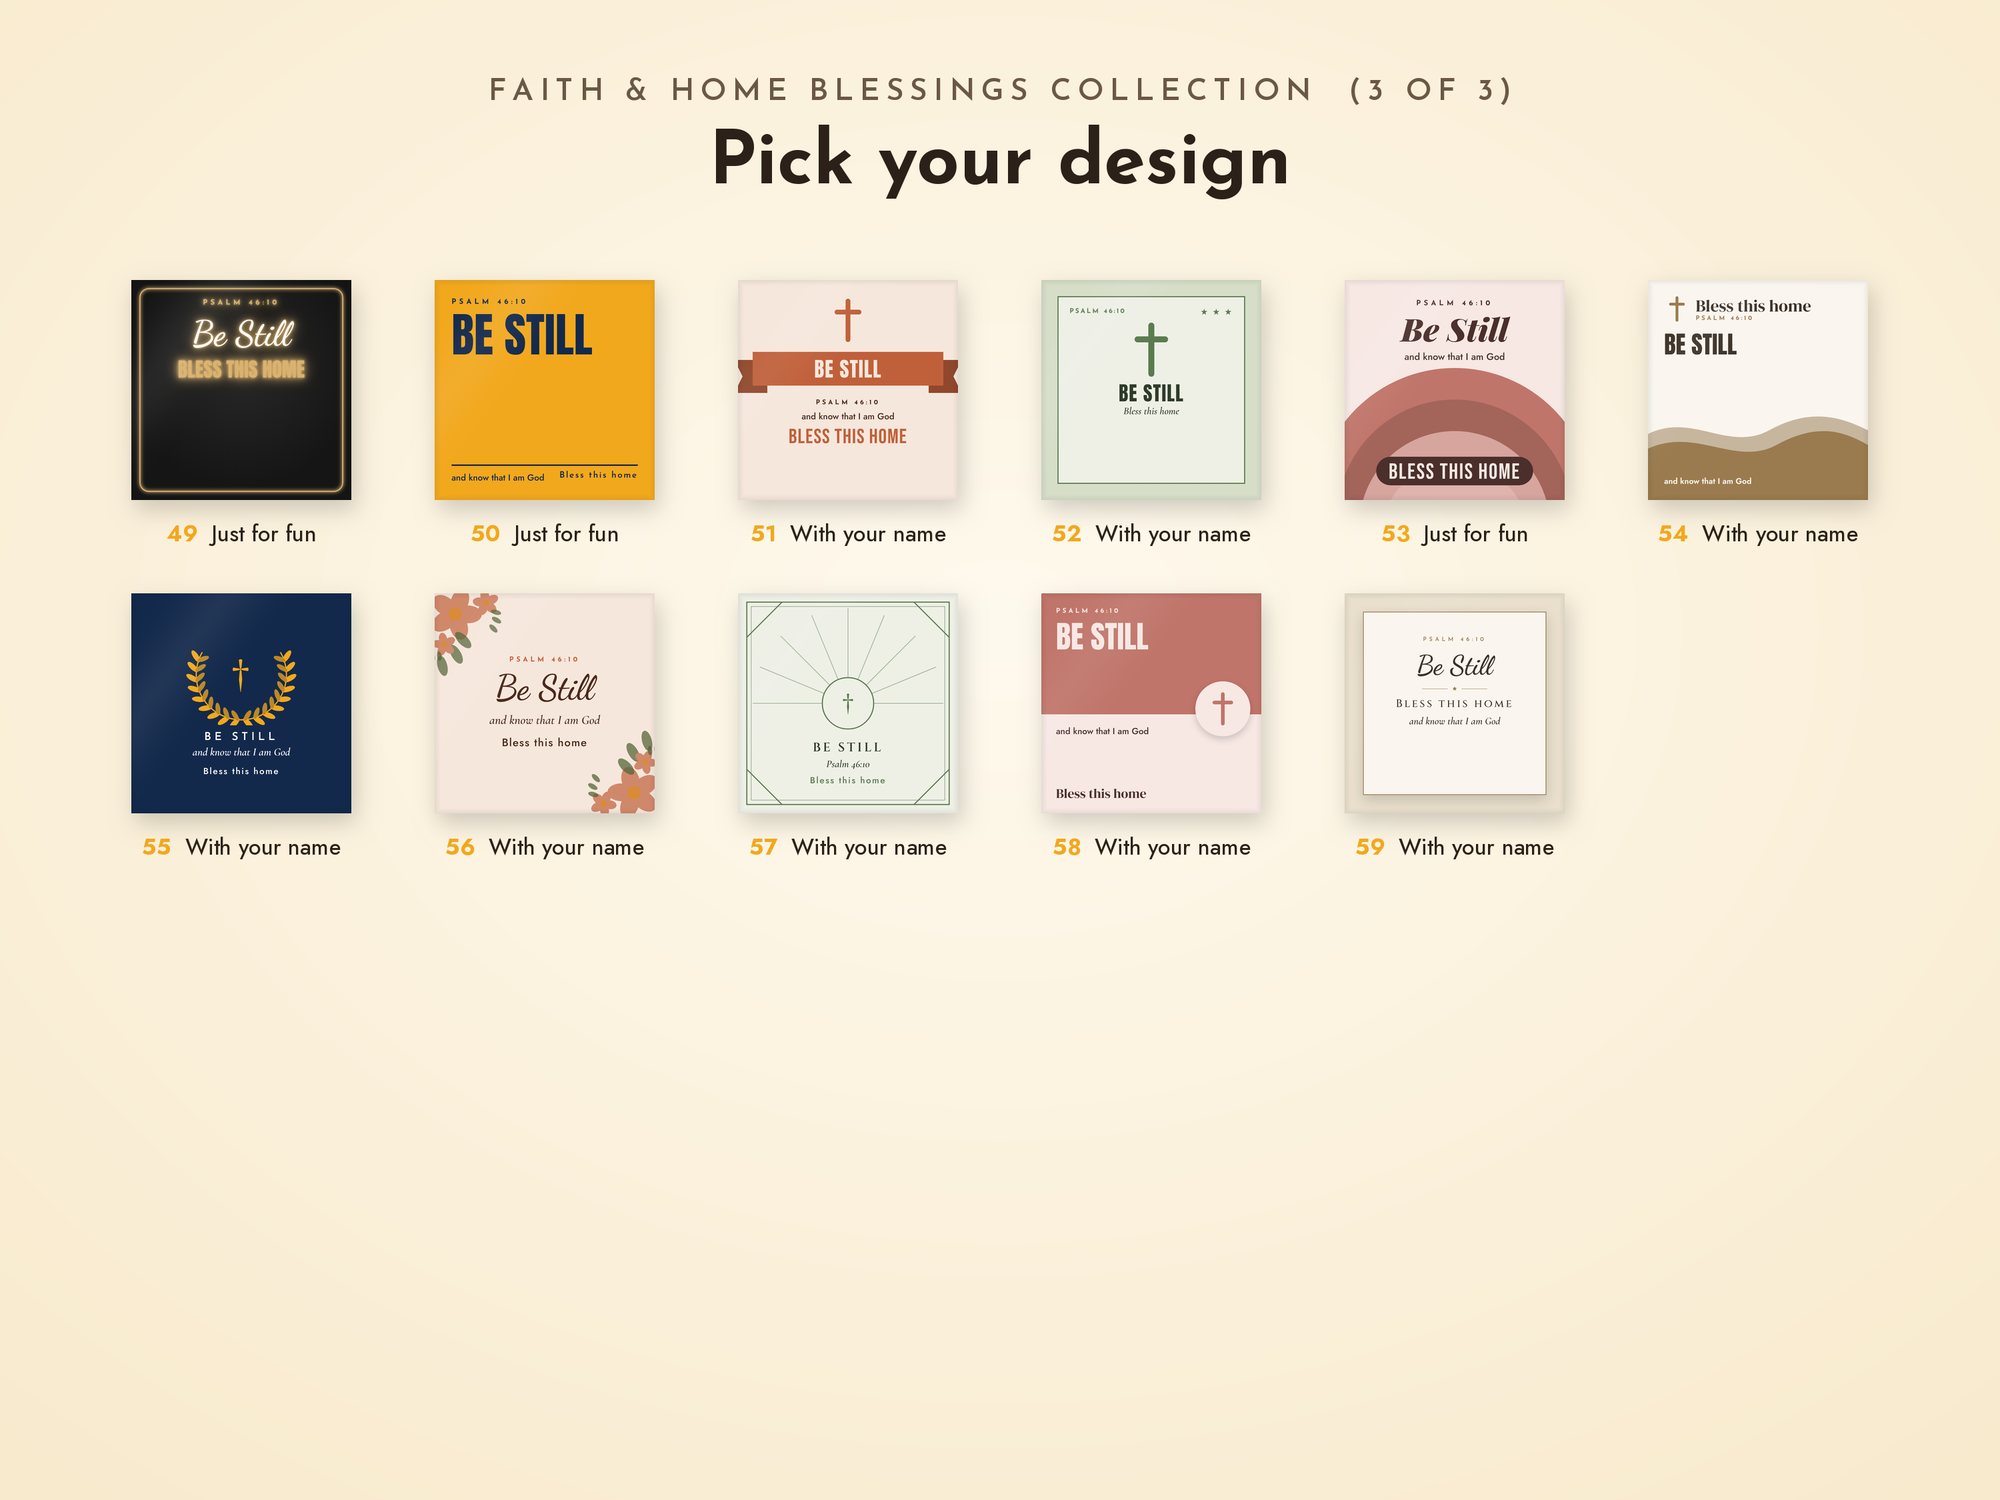 FAITH & HOME BLESSINGS COLLECTION (3 OF 3)
Pick your design
PSALM 46:10
Be Still
BLESS THIS HOME
49 Just for fun
PSALM 46:10
BE STILL
and know that I am God
Bless this home
50 Just for fun
BE STILL
PSALM 46:10
and know that I am God
BLESS THIS HOME
51 With your name
PSALM 46:10
BE STILL
Bless this home
52 With your name
PSALM 46:10
Be Still
and know that I am God
BLESS THIS HOME
53 Just for fun
Bless this home
PSALM 46:10
BE STILL
and know that I am God
54 With your name
BE STILL
and know that I am God
Bless this home
55 With your name
PSALM 46:10
Be Still
and know that I am God
Bless this home
56 With your name
BE STILL
Psalm 46:10
Bless this home
57 With your name
PSALM 46:10
BE STILL
and know that I am God
Bless this home
58 With your name
PSALM 46:10
Be Still
BLESS THIS HOME
and know that I am God
59 With your name